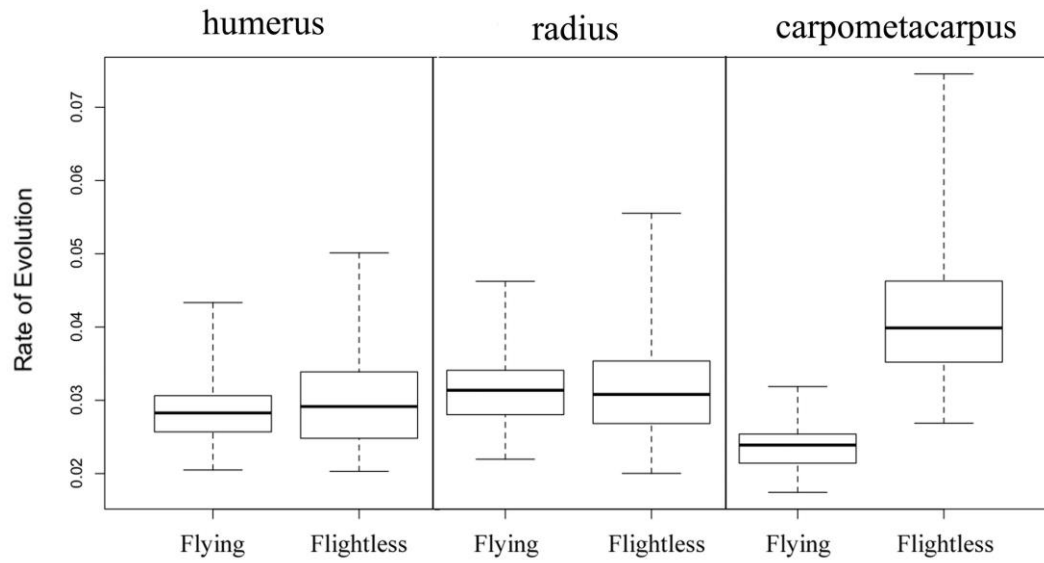 humerus radius carpometacarpus
Rate of Evolution
0.07
0.06
0.05
0.04
0.03
0.02
Flying Flightless Flying Flightless Flying Flightless